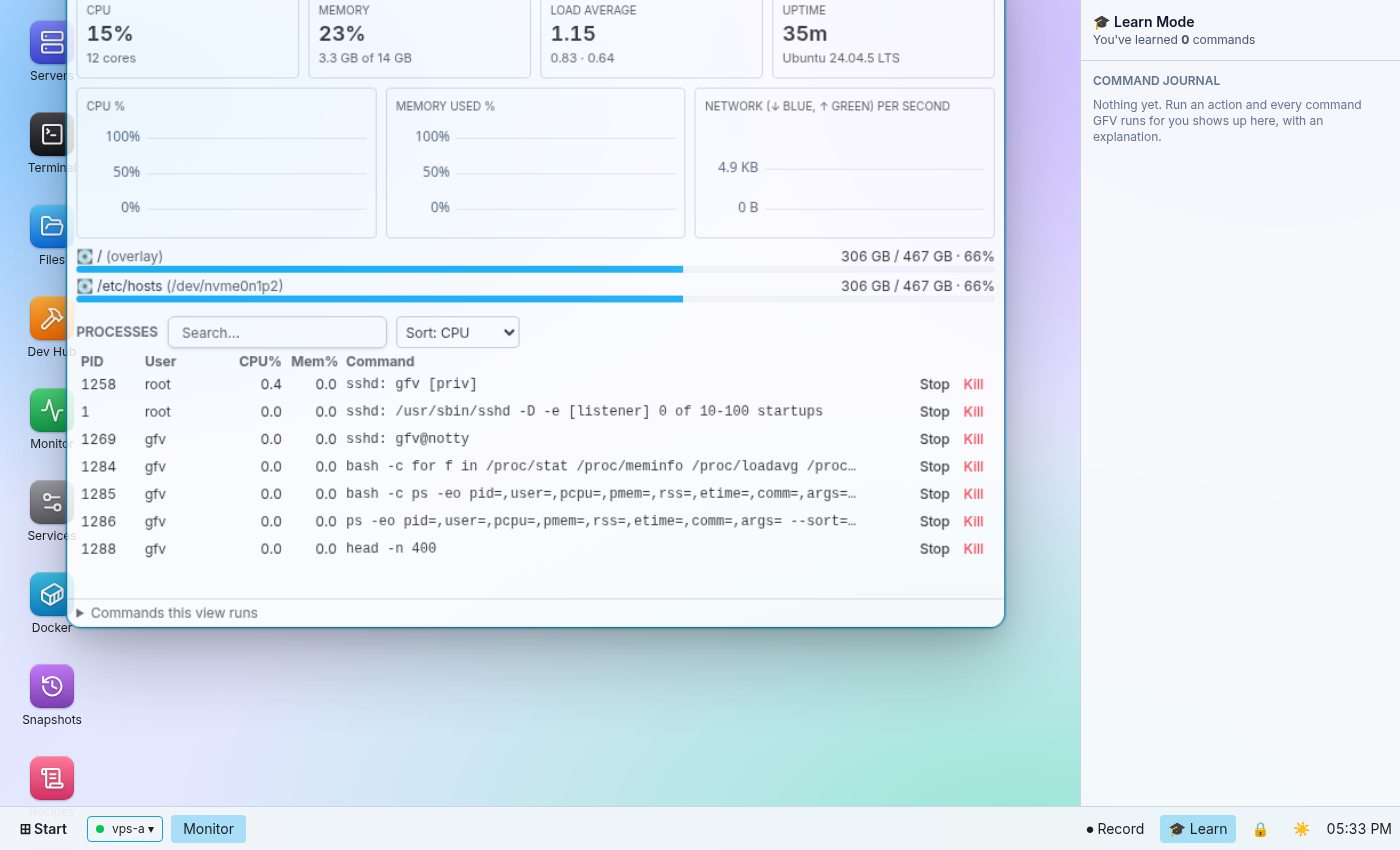 CPU
15%
12 cores
MEMORY
23%
3.3 GB of 14 GB
LOAD AVERAGE
1.15
0.83 · 0.64
UPTIME
35m
Ubuntu 24.04.5 LTS
CPU %
100%
50%
0%
MEMORY USED %
100%
50%
0%
NETWORK (↓ BLUE, ↑ GREEN) PER SECOND
4.9 KB
0 B
/ (overlay) 306 GB / 467 GB · 66%
/etc/hosts (/dev/nvme0n1p2) 306 GB / 467 GB · 66%
PROCESSES Search... Sort: CPU
PID User CPU% Mem% Command
1258 root 0.4 0.0 sshd: gfv [priv] Stop Kill
1 root 0.0 0.0 sshd: /usr/sbin/sshd -D -e [listener] 0 of 10-100 startups Stop Kill
1269 gfv 0.0 0.0 sshd: gfv@notty Stop Kill
1284 gfv 0.0 0.0 bash -c for f in /proc/stat /proc/meminfo /proc/loadavg /proc… Stop Kill
1285 gfv 0.0 0.0 bash -c ps -eo pid=,user=,pcpu=,pmem=,rss=,etime=,comm=,args=… Stop Kill
1286 gfv 0.0 0.0 ps -eo pid=,user=,pcpu=,pmem=,rss=,etime=,comm=,args= --sort=… Stop Kill
1288 gfv 0.0 0.0 head -n 400 Stop Kill
▶ Commands this view runs
Servers
Terminal
Files
Dev Hub
Monitor
Services
Docker
Snapshots
Recipes
🎓 Learn Mode
You've learned 0 commands
COMMAND JOURNAL
Nothing yet. Run an action and every command
GFV runs for you shows up here, with an
explanation.
⊞ Start vps-a ▾ Monitor ● Record 🎓 Learn 05:33 PM